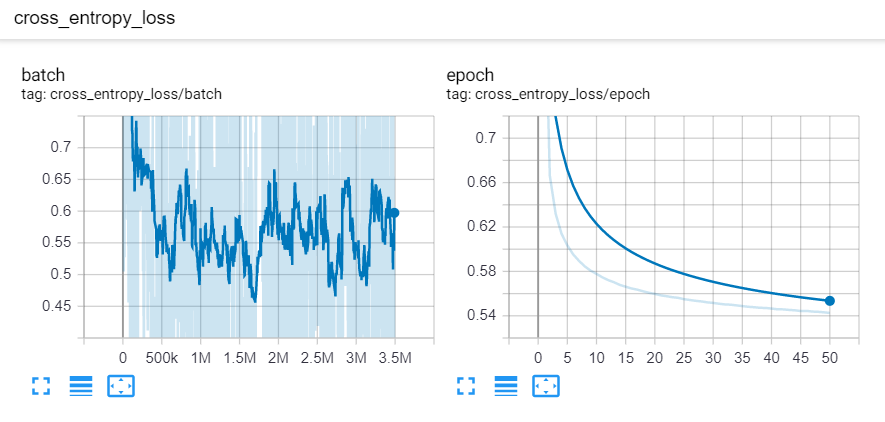 cross_entropy_loss
batch
tag: cross_entropy_loss/batch
0.7
0.65
0.6
0.55
0.5
0.45
0 500k 1M 1.5M 2M 2.5M 3M 3.5M
epoch
tag: cross_entropy_loss/epoch
0.7
0.66
0.62
0.58
0.54
0 5 10 15 20 25 30 35 40 45 50